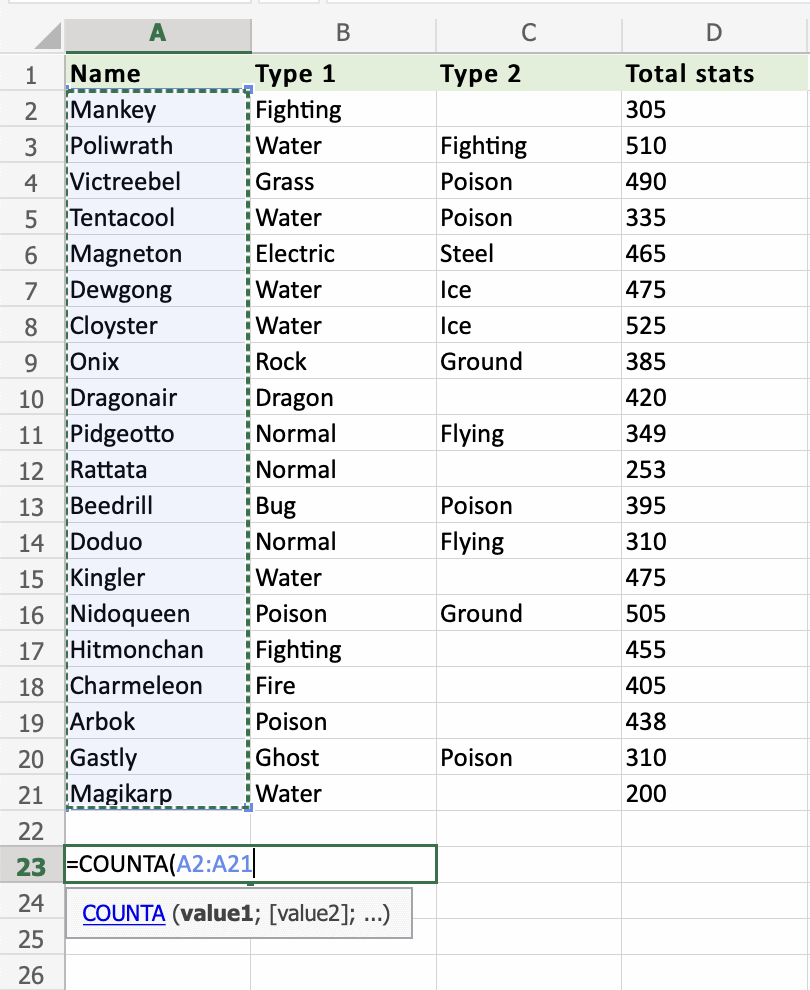 A B C D
1 Name Type 1 Type 2 Total stats
2 Mankey Fighting 305
3 Poliwrath Water Fighting 510
4 Victreebel Grass Poison 490
5 Tentacool Water Poison 335
6 Magneton Electric Steel 465
7 Dewgong Water Ice 475
8 Cloyster Water Ice 525
9 Onix Rock Ground 385
10 Dragonair Dragon 420
11 Pidgeotto Normal Flying 349
12 Rattata Normal 253
13 Beedrill Bug Poison 395
14 Doduo Normal Flying 310
15 Kingler Water 475
16 Nidoqueen Poison Ground 505
17 Hitmonchan Fighting 455
18 Charmeleon Fire 405
19 Arbok Poison 438
20 Gastly Ghost Poison 310
21 Magikarp Water 200
22
23 =COUNTA(A2:A21
24 COUNTA (value1; [value2]; ...)
25
26